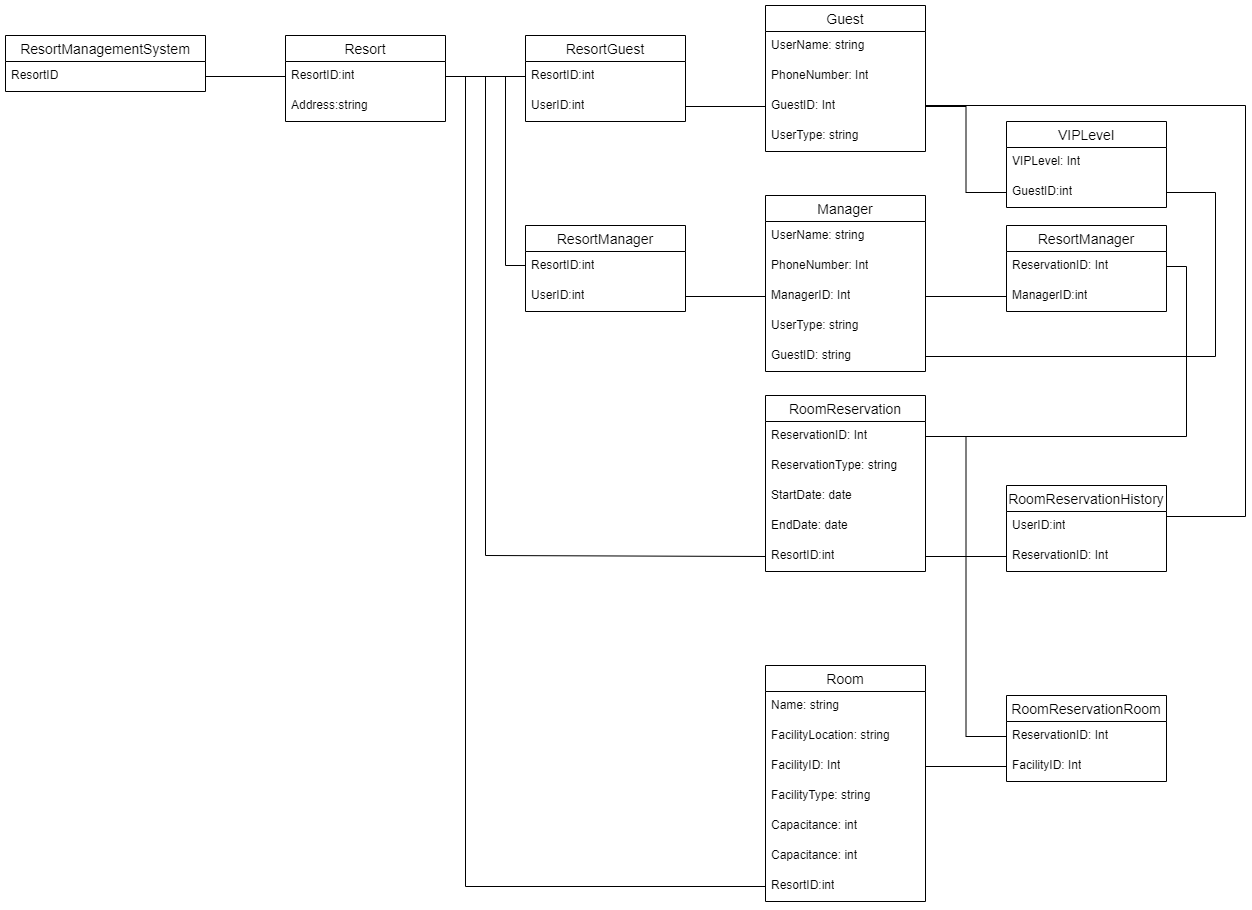 ResortManagementSystem
ResortID
Resort
ResortID:int
Address:string
ResortGuest
ResortID:int
UserID:int
Guest
UserName: string
PhoneNumber: Int
GuestID: Int
UserType: string
VIPLevel
VIPLevel: Int
GuestID:int
ResortManager
ResortID:int
UserID:int
Manager
UserName: string
PhoneNumber: Int
ManagerID: Int
UserType: string
GuestID: string
ResortManager
ReservationID: Int
ManagerID:int
RoomReservation
ReservationID: Int
ReservationType: string
StartDate: date
EndDate: date
ResortID:int
RoomReservationHistory
UserID:int
ReservationID: Int
Room
Name: string
FacilityLocation: string
FacilityID: Int
FacilityType: string
Capacitance: int
Capacitance: int
ResortID:int
RoomReservationRoom
ReservationID: Int
FacilityID: Int